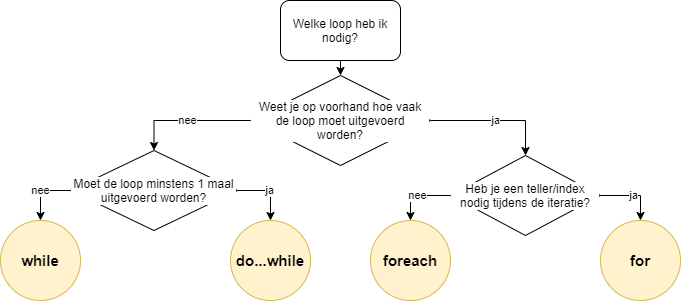 Welke loop heb ik
nodig?
Weet je op voorhand hoe vaak
de loop moet uitgevoerd
worden?
nee
ja
Moet de loop minstens 1 maal
uitgevoerd worden?
nee
ja
Heb je een teller/index
nodig tijdens de iteratie?
nee
ja
while
do...while
foreach
for